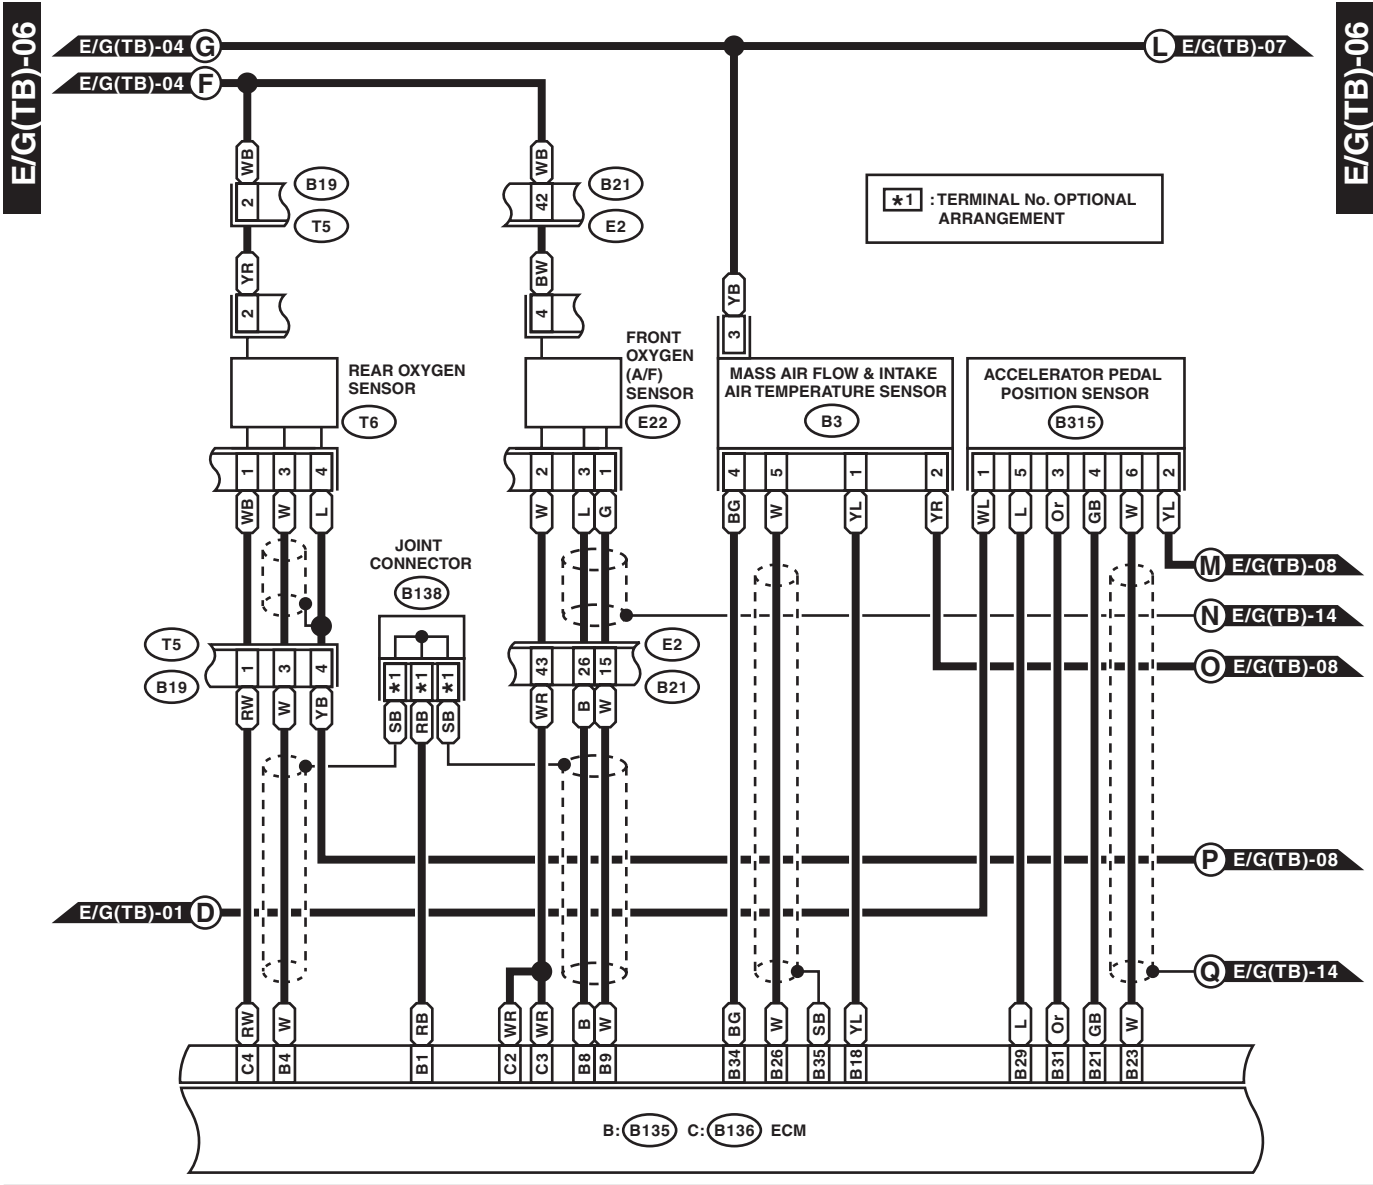 E/G(TB)-06
E/G(TB)-06
E/G(TB)-04 G
L E/G(TB)-07
E/G(TB)-04 F
WB
WB
2
B19
T5
42
B21
E2
*1 : TERMINAL No. OPTIONAL
ARRANGEMENT
YR
BW
YB
2
4
3
REAR OXYGEN
SENSOR
T6
FRONT
OXYGEN
(A/F)
SENSOR
E22
MASS AIR FLOW & INTAKE
AIR TEMPERATURE SENSOR
B3
ACCELERATOR PEDAL
POSITION SENSOR
B315
1 3 4
2 3 1
4 5 1 2
1 5 3 4 6 2
WB W L
W L G
BG W YL YR
WL L Or GB W YL
JOINT
CONNECTOR
B138
M E/G(TB)-08
N E/G(TB)-14
O E/G(TB)-08
T5
B19
1 3 4
*1 *1 *1
43 26 15
E2
B21
RW W YB
SB RB SB
WR B W
P E/G(TB)-08
E/G(TB)-01 D
Q E/G(TB)-14
RW W RB WR WR B W BG W SB YL L Or GB W
C4 B4 B1 C2 C3 B8 B9 B34 B26 B35 B18 B29 B31 B21 B23
B: B135 C: B136 ECM